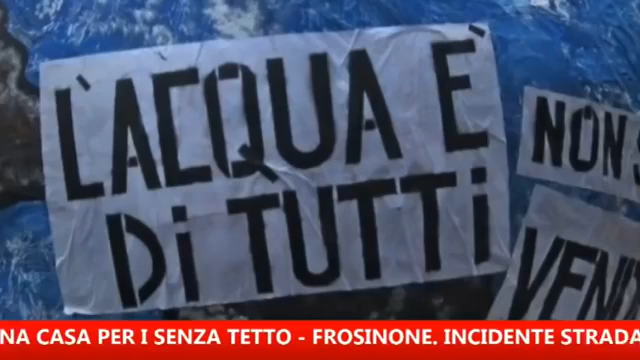 L'ACQUA È
Di TUTTi
NON
NA CASA PER I SENZA TETTO - FROSINONE. INCIDENTE STRADA